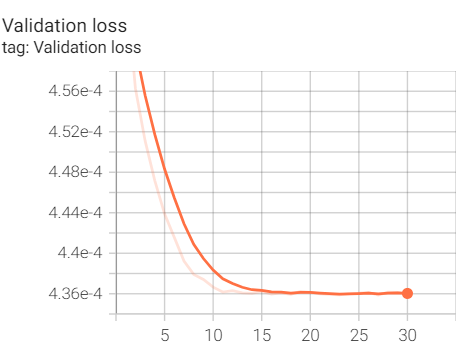 Validation loss
tag: Validation loss
4.56e-4
4.52e-4
4.48e-4
4.44e-4
4.4e-4
4.36e-4
5 10 15 20 25 30